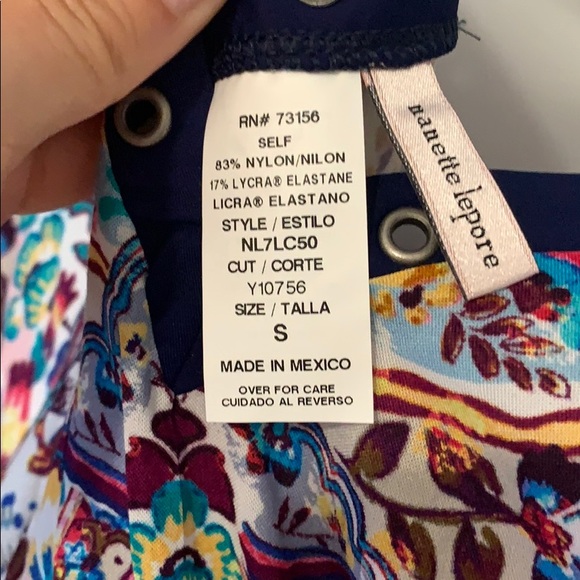 RN# 73156
SELF
83% NYLON/NILON
17% LYCRA® ELASTANE
LICRA® ELASTANO
STYLE / ESTILO
NL7LC50
CUT / CORTE
Y10756
SIZE / TALLA
S
MADE IN MEXICO
OVER FOR CARE
CUIDADO AL REVERSO
nanette lepore